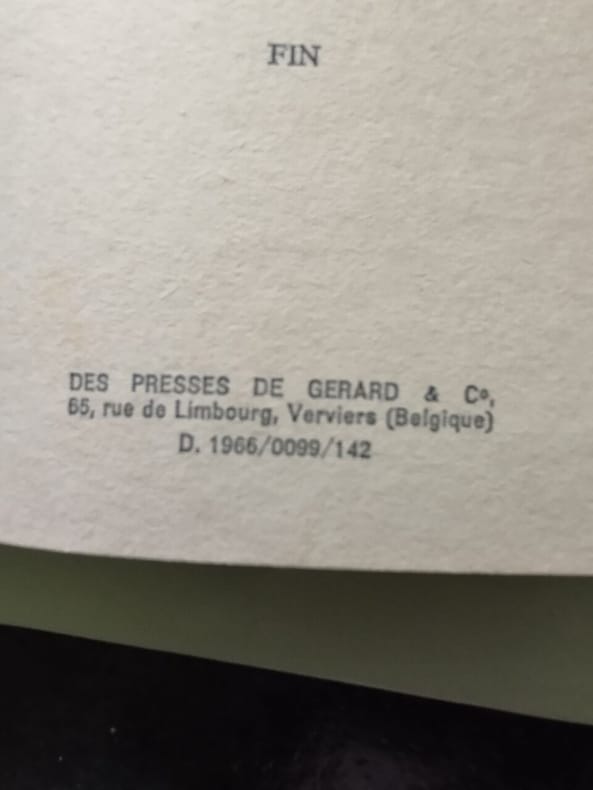 FIN
DES PRESSES DE GERARD & Cº,
65, rue de Limbourg, Verviers (Belgique)
D. 1966/0099/142